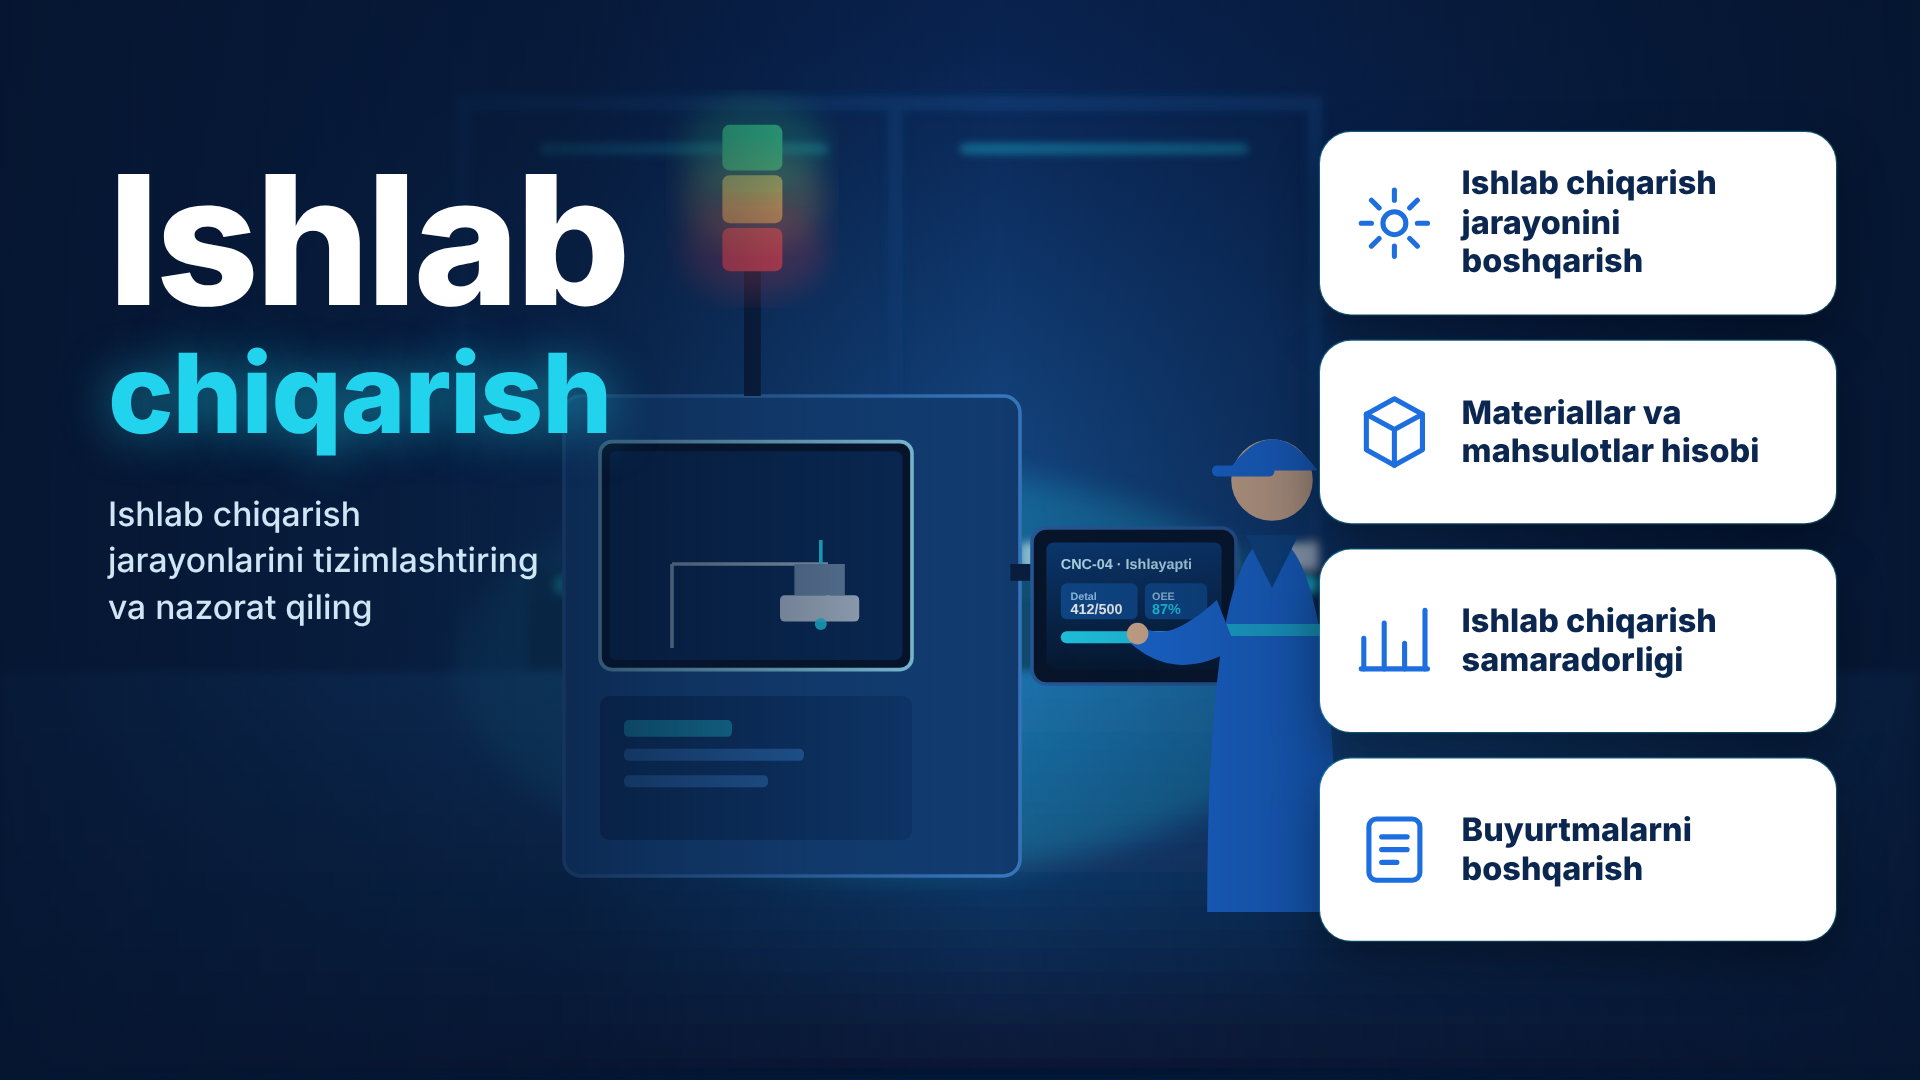 Ishlab
chiqarish
Ishlab chiqarish
jarayonlarini tizimlashtiring
va nazorat qiling
CNC-04 · Ishlayapti
Detal
412/500
OEE
87%
Ishlab chiqarish
jarayonini
boshqarish
Materiallar va
mahsulotlar hisobi
Ishlab chiqarish
samaradorligi
Buyurtmalarni
boshqarish